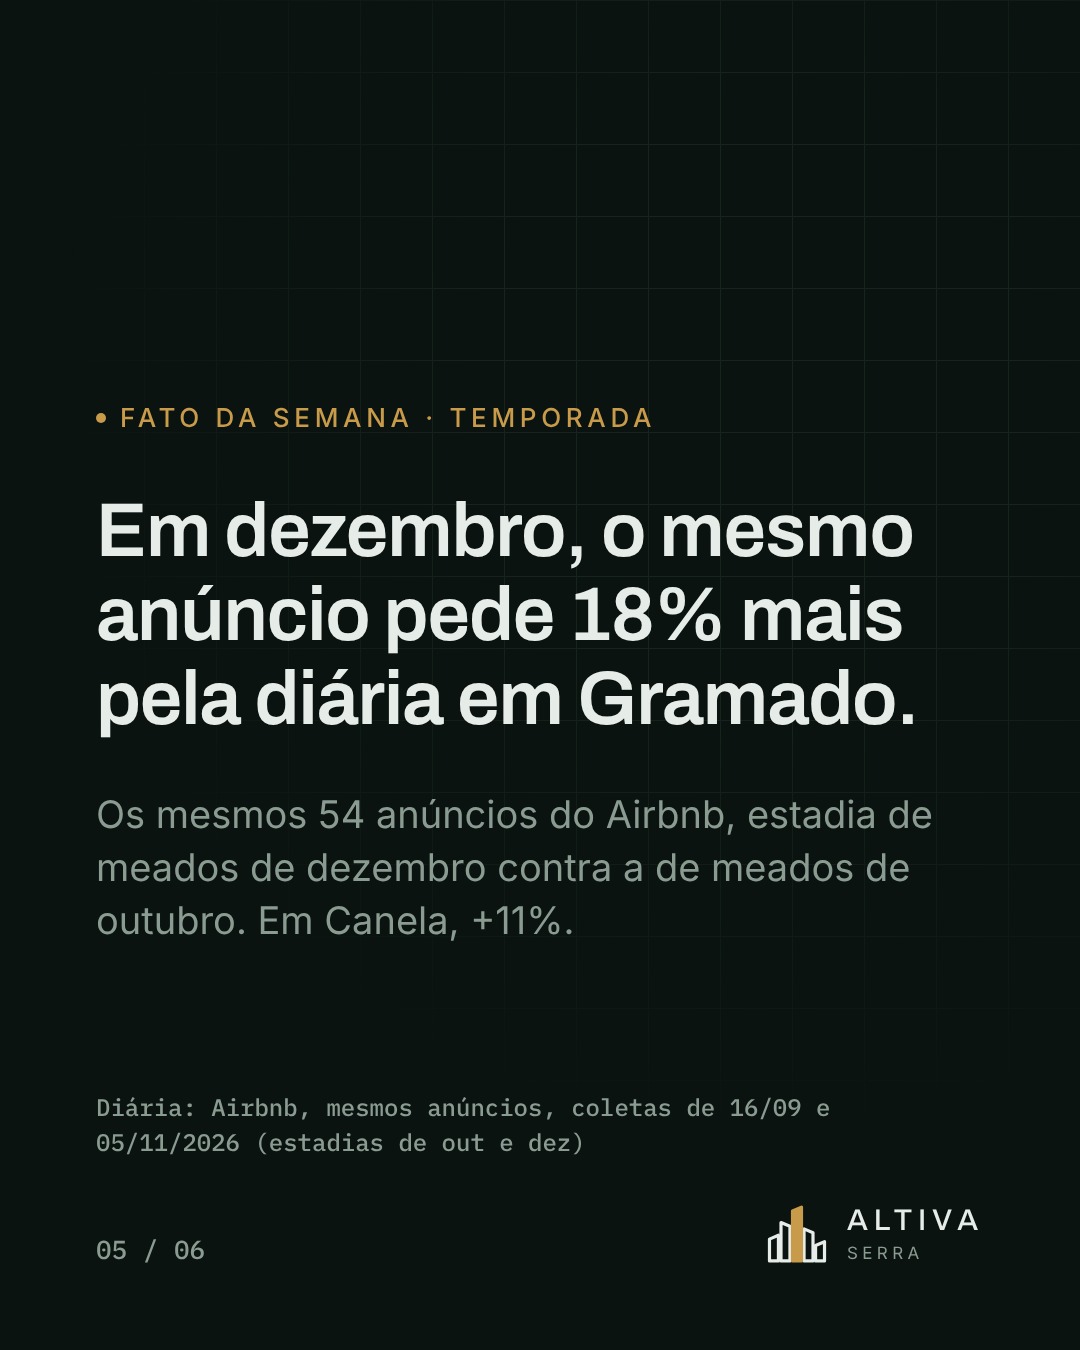 • FATO DA SEMANA · TEMPORADA
Em dezembro, o mesmo
anúncio pede 18% mais
pela diária em Gramado.
Os mesmos 54 anúncios do Airbnb, estadia de
meados de dezembro contra a de meados de
outubro. Em Canela, +11%.
Diária: Airbnb, mesmos anúncios, coletas de 16/09 e
05/11/2026 (estadias de out e dez)
05 / 06
ALTIVA
SERRA